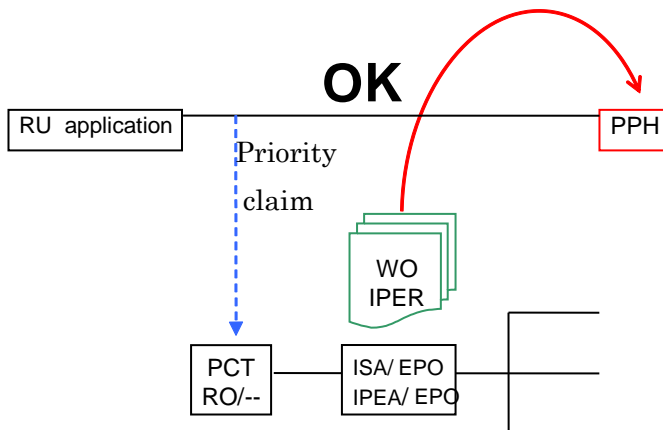 OK
RU application
PPH
Priority
claim
WO
IPER
PCT
RO/--
ISA/ EPO
IPEA/ EPO